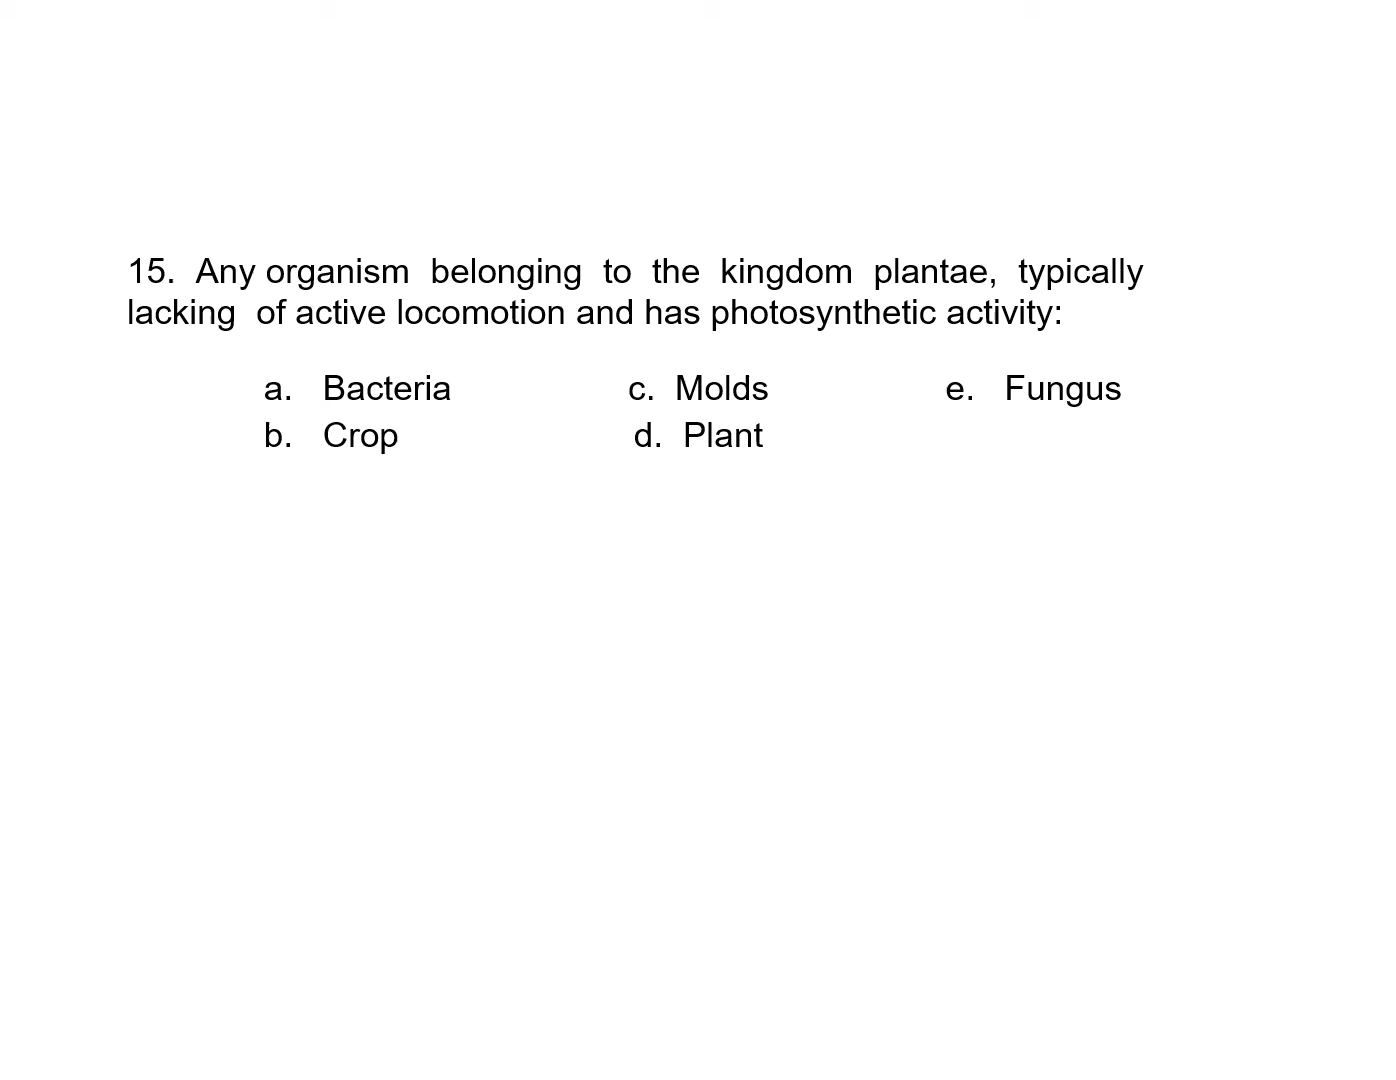 15. Any organism belonging to the kingdom plantae, typically
lacking of active locomotion and has photosynthetic activity:
a. Bacteria c. Molds e. Fungus
b. Crop d. Plant